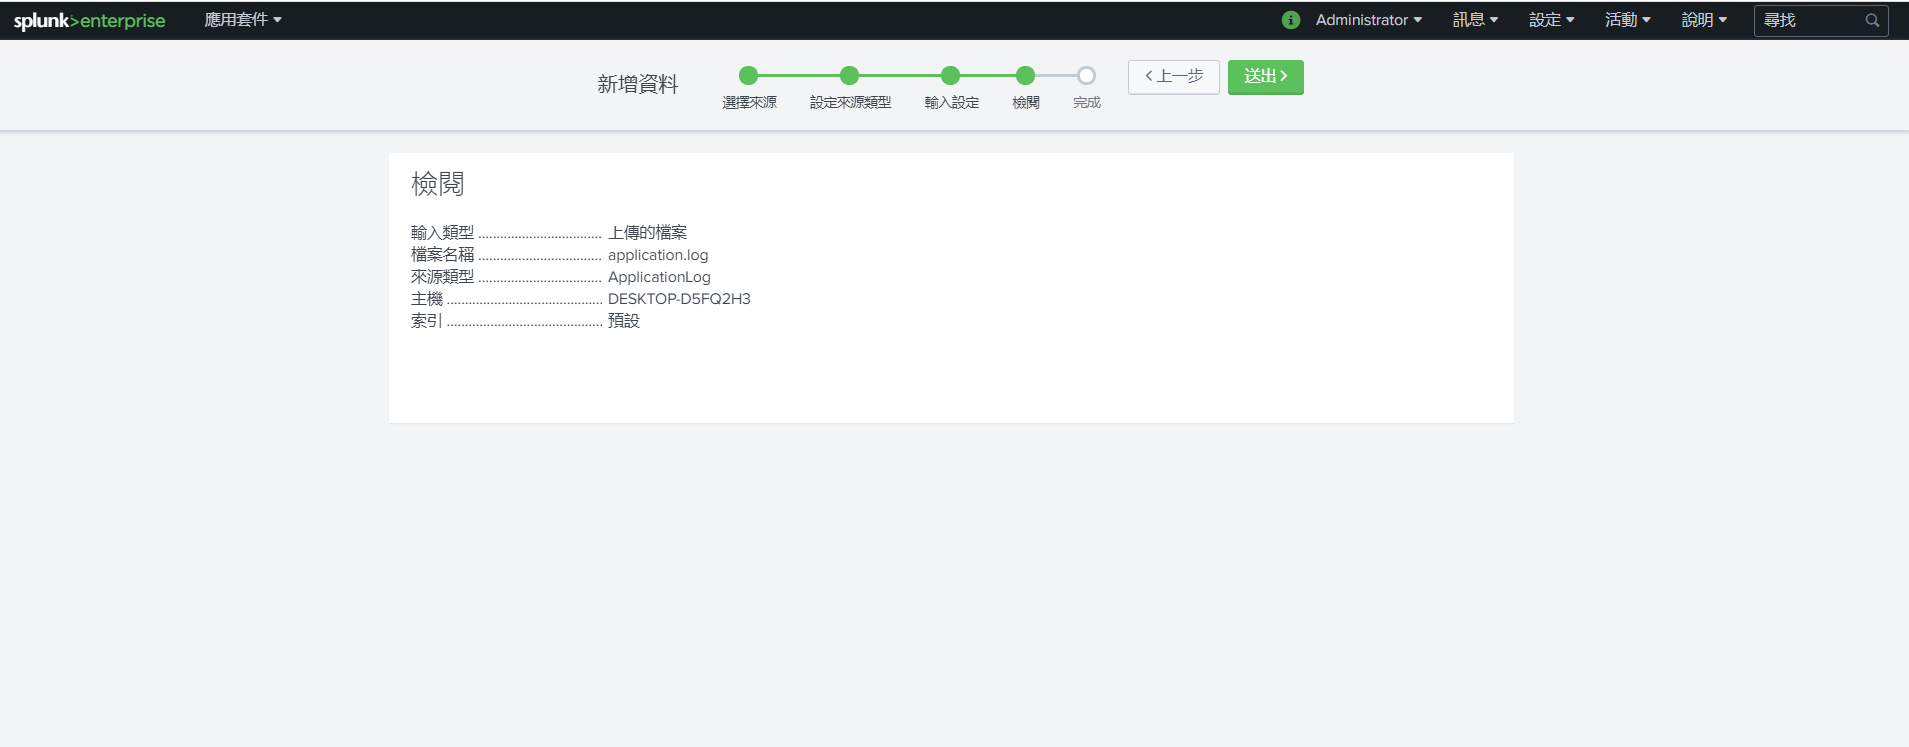 splunk>enterprise 應用套件 Administrator 訊息 設定 活動 說明 尋找
新增資料 選擇來源 設定來源類型 輸入設定 檢閱 完成 上一步 送出
檢閱
輸入類型 .................................. 上傳的檔案
檔案名稱 .................................. application.log
來源類型 .................................. ApplicationLog
主機 ........................................... DESKTOP-D5FQ2H3
索引 ........................................... 預設